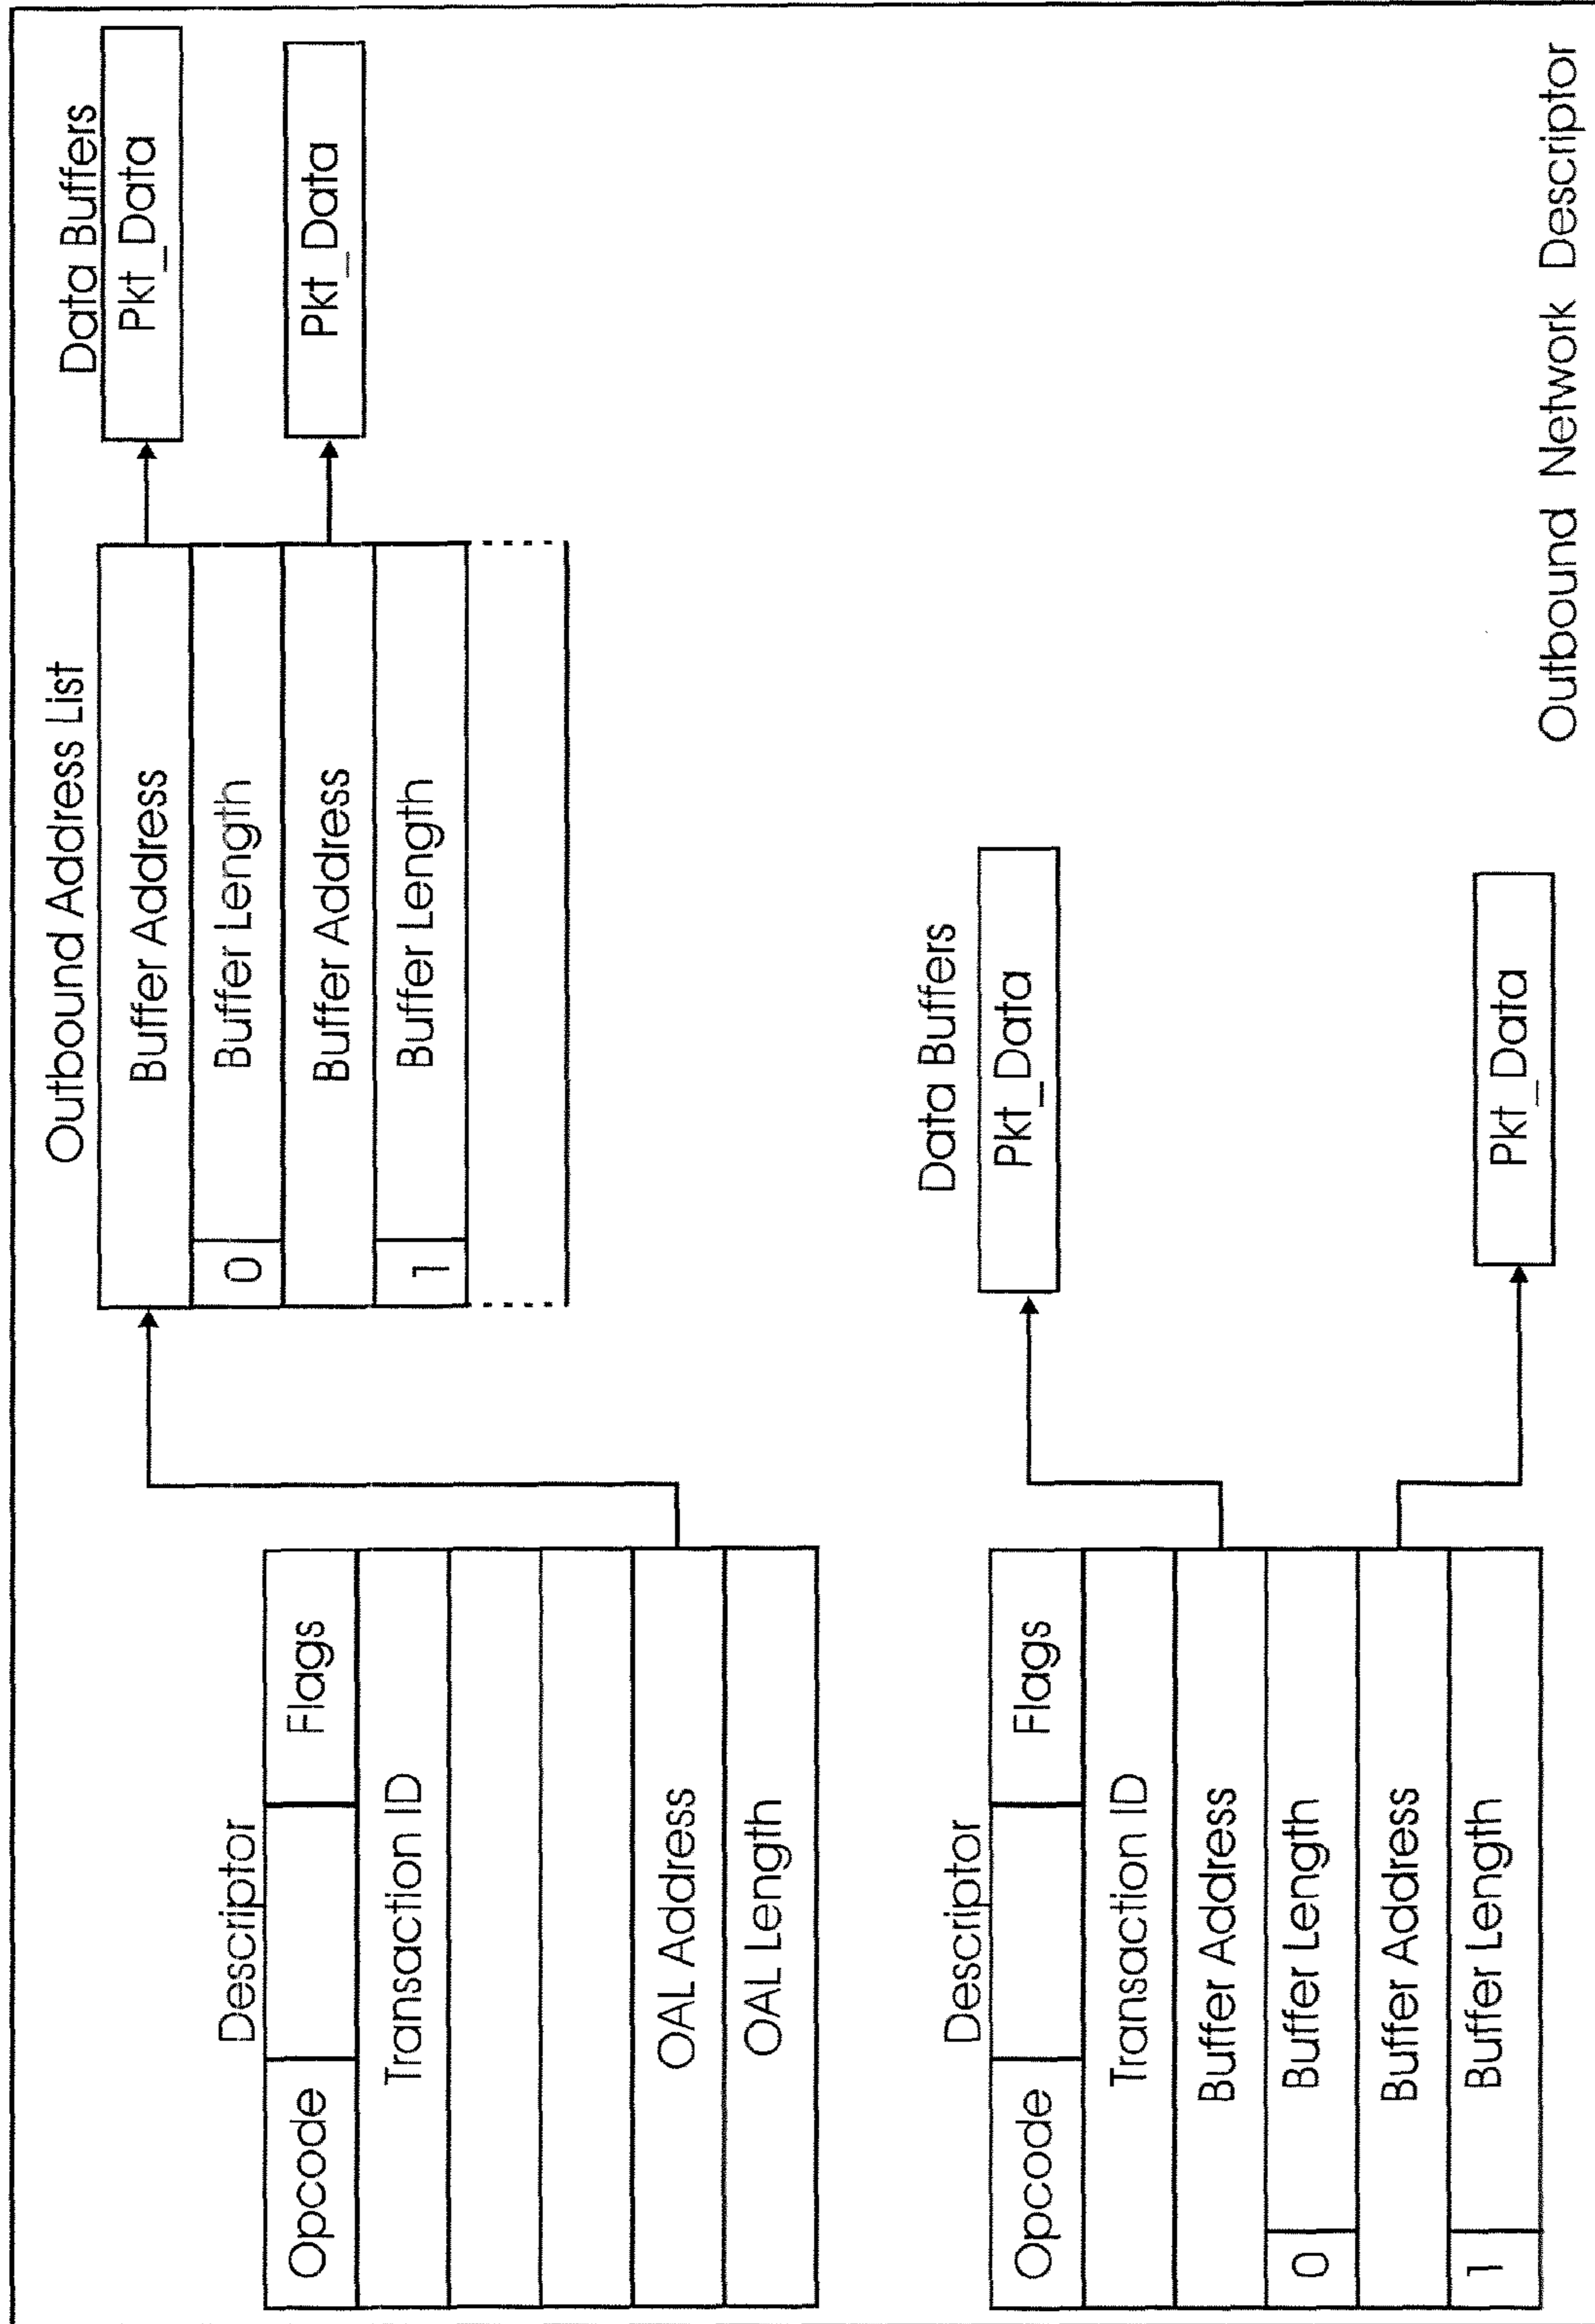 Outbound Address List
Data Buffers
Buffer Address
Pkt_Data
0 Buffer Length
Buffer Address
Pkt_Data
1 Buffer Length
Descriptor
Opcode Flags
Transaction ID
OAL Address
OAL Length
Data Buffers
Pkt_Data
Descriptor
Opcode Flags
Transaction ID
Buffer Address
0 Buffer Length
Buffer Address
1 Buffer Length
Pkt_Data
Outbound Network Descriptor